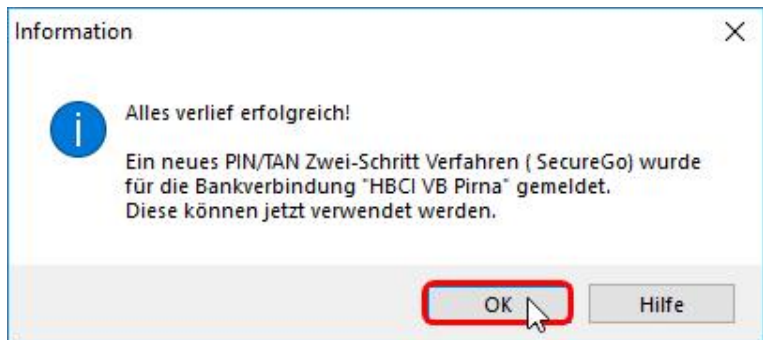 Information
Alles verlief erfolgreich!
Ein neues PIN/TAN Zwei-Schritt Verfahren ( SecureGo) wurde
für die Bankverbindung "HBCI VB Pirna" gemeldet.
Diese können jetzt verwendet werden.
OK
Hilfe